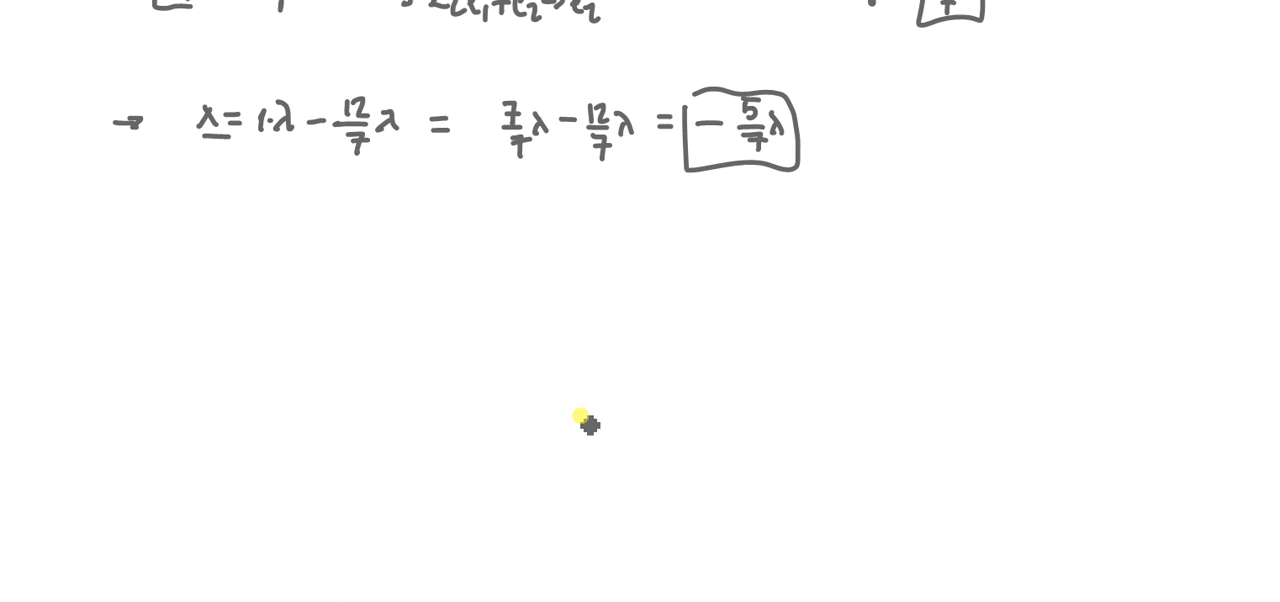 → x = 1·λ - 12/7 λ = 7/7 λ - 12/7 λ = - 5/7 λ